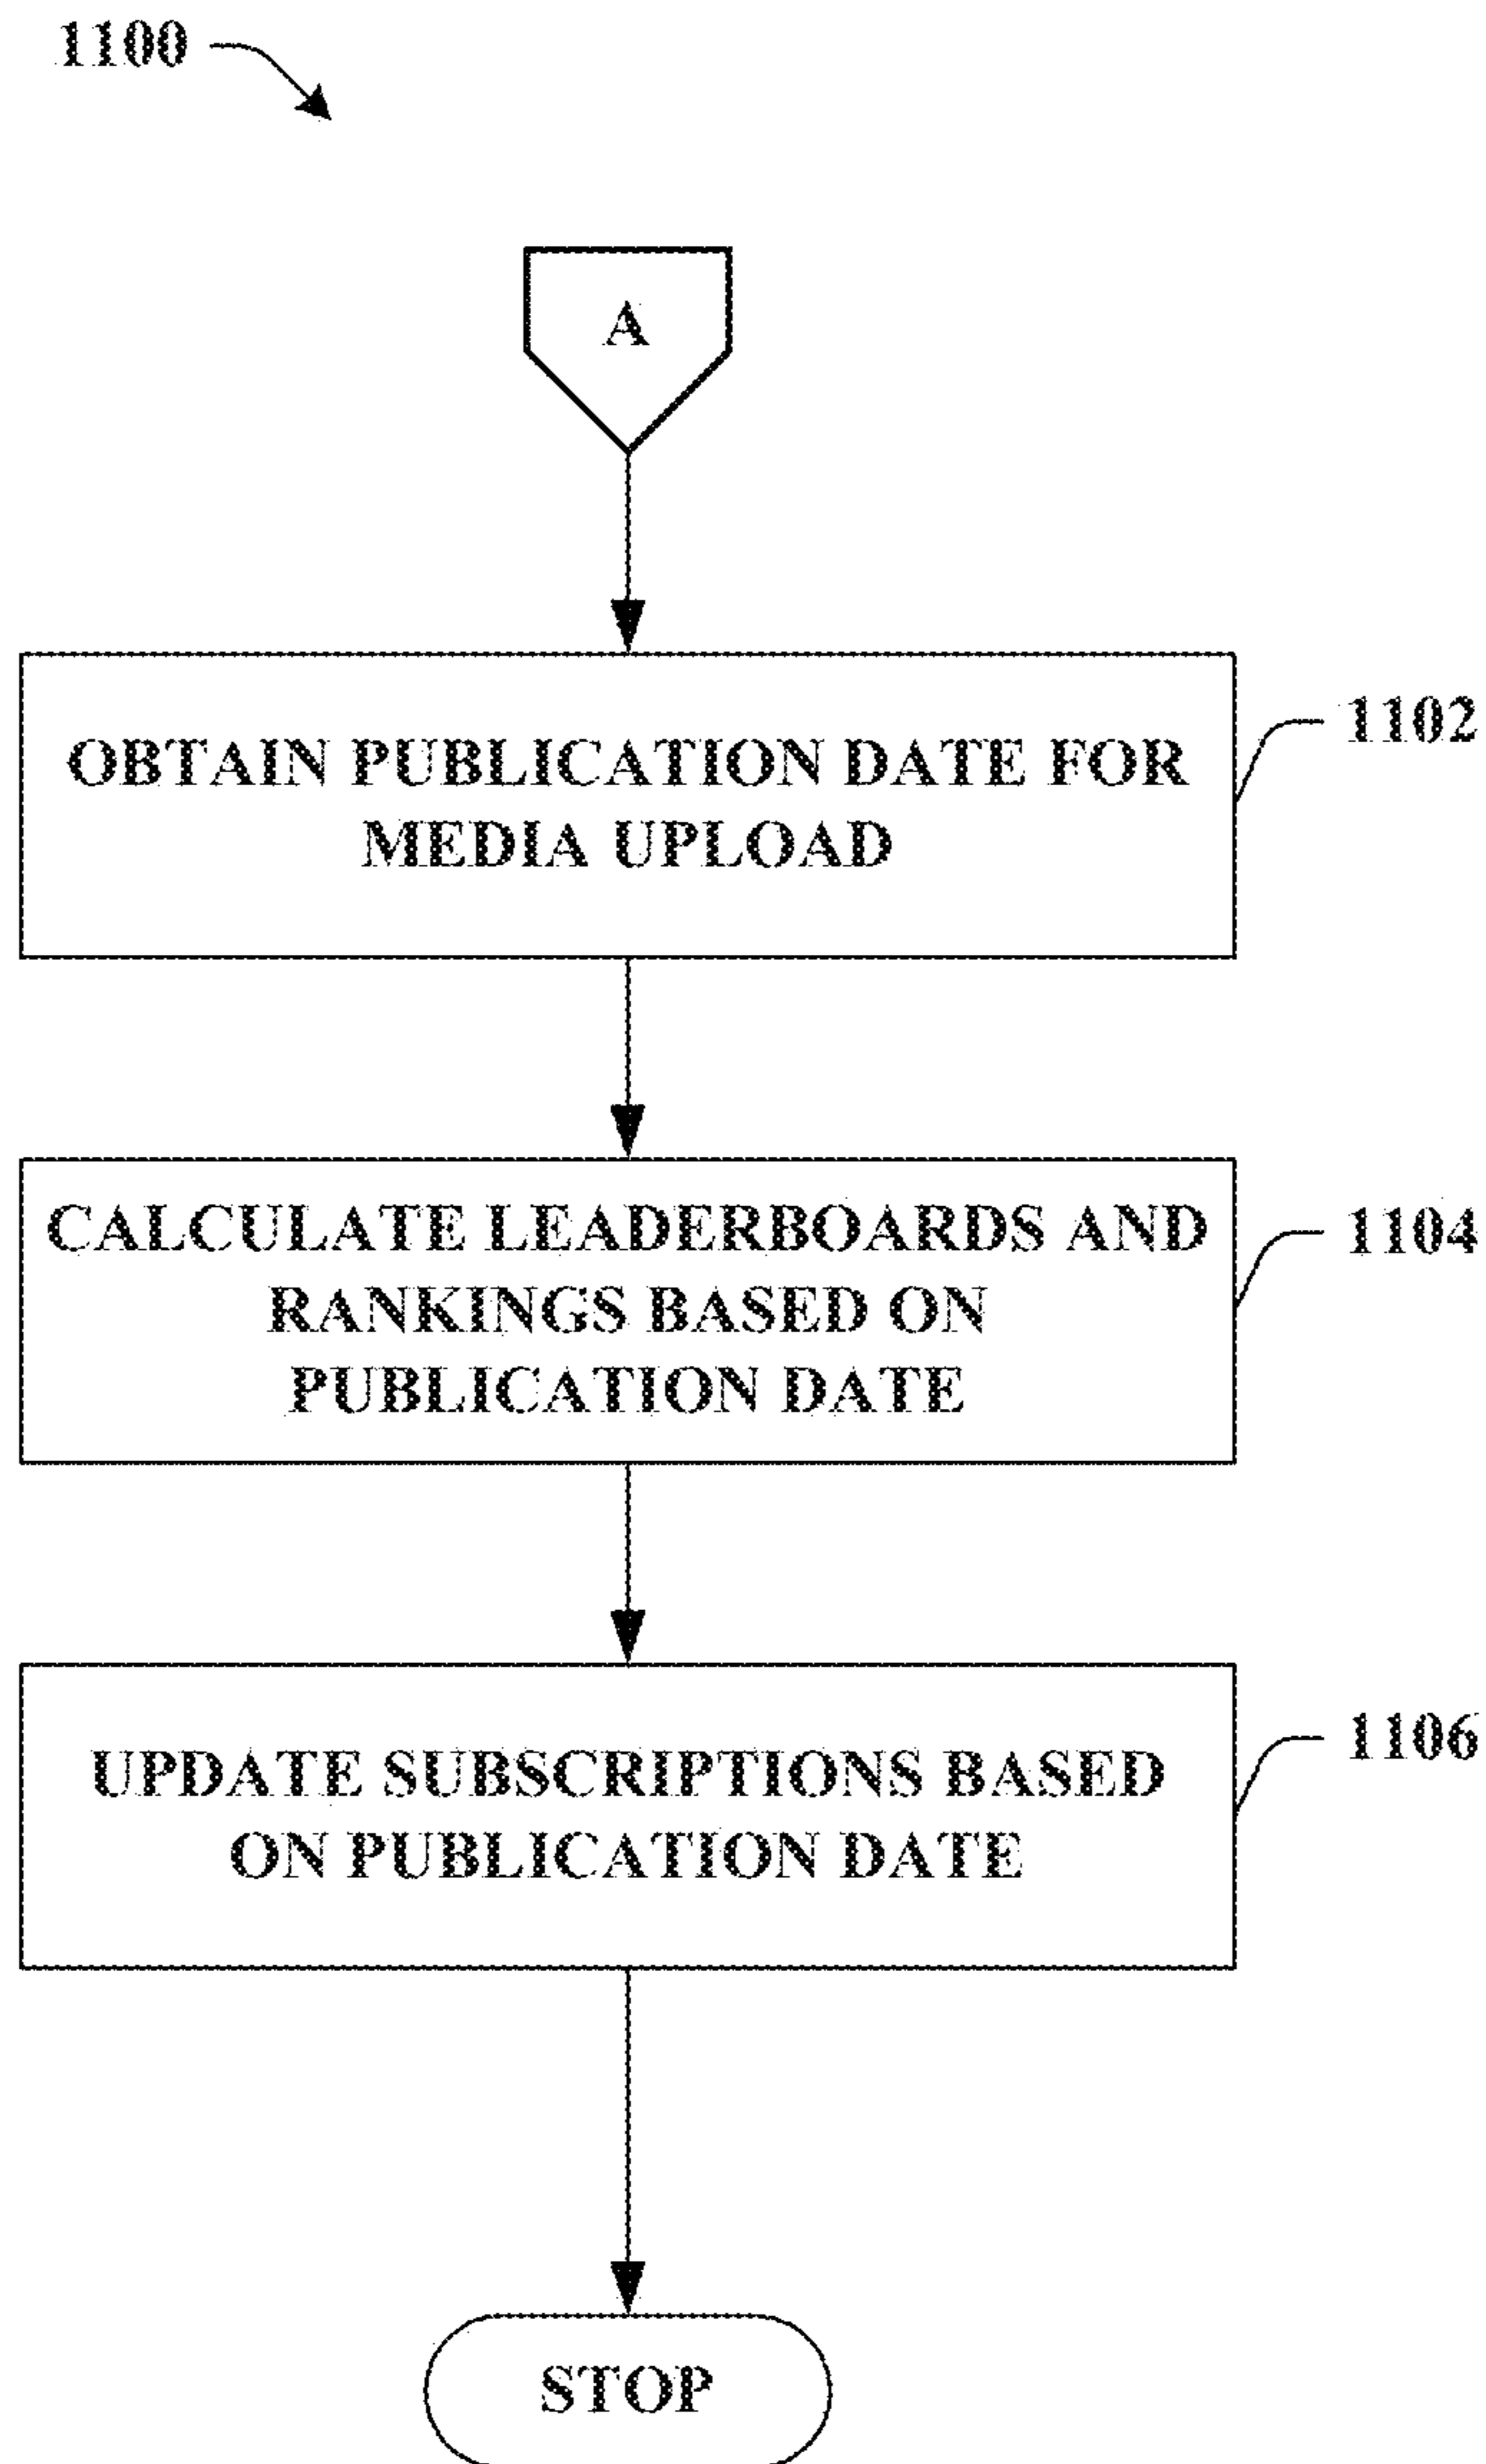 1100
A
OBTAIN PUBLICATION DATE FOR
MEDIA UPLOAD
1102
CALCULATE LEADERBOARDS AND
RANKINGS BASED ON
PUBLICATION DATE
1104
UPDATE SUBSCRIPTIONS BASED
ON PUBLICATION DATE
1106
STOP